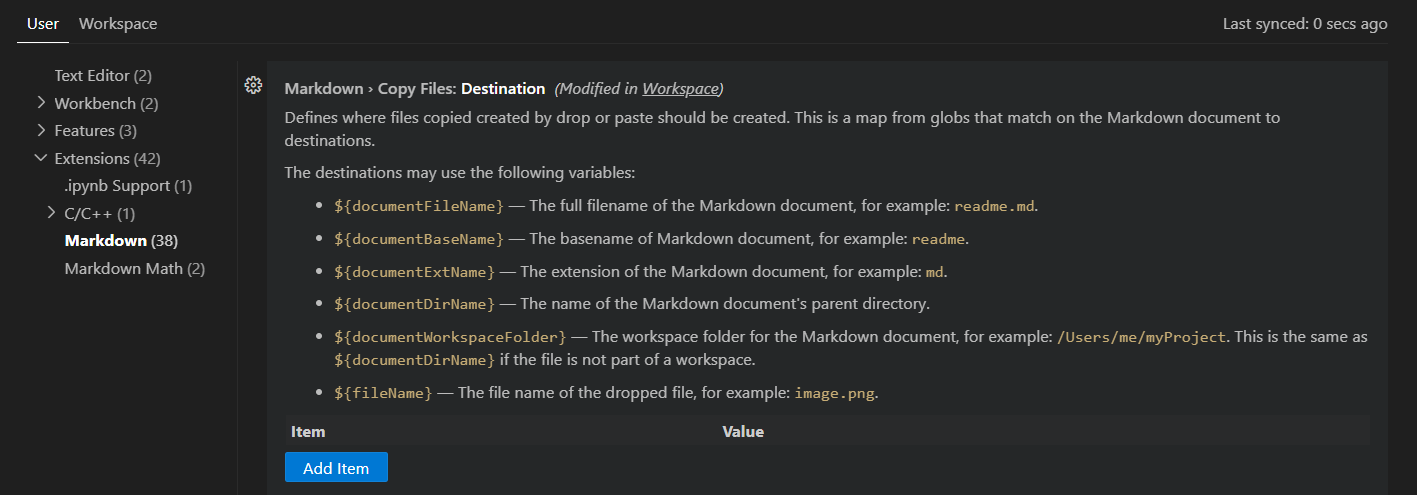 User Workspace Last synced: 0 secs ago
Text Editor (2)
Workbench (2)
Features (3)
Extensions (42)
.ipynb Support (1)
C/C++ (1)
Markdown (38)
Markdown Math (2)
Markdown › Copy Files: Destination (Modified in Workspace)
Defines where files copied created by drop or paste should be created. This is a map from globs that match on the Markdown document to
destinations.
The destinations may use the following variables:
• ${documentFileName} — The full filename of the Markdown document, for example: readme.md.
• ${documentBaseName} — The basename of Markdown document, for example: readme.
• ${documentExtName} — The extension of the Markdown document, for example: md.
• ${documentDirName} — The name of the Markdown document's parent directory.
• ${documentWorkspaceFolder} — The workspace folder for the Markdown document, for example: /Users/me/myProject. This is the same as
${documentDirName} if the file is not part of a workspace.
• ${fileName} — The file name of the dropped file, for example: image.png.
Item Value
Add Item